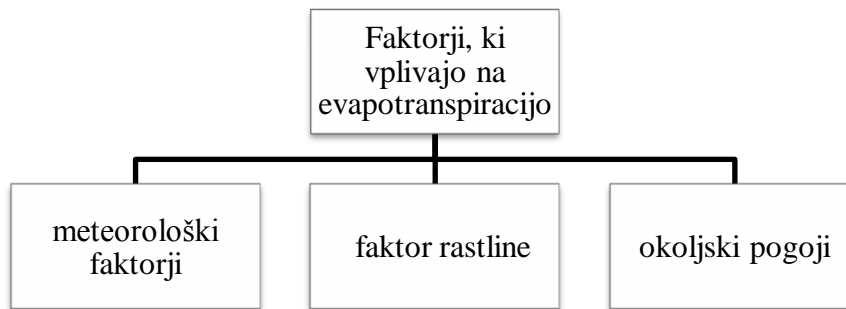 Faktorji, ki
vplivajo na
evapotranspiracijo
meteorološki
faktorji
faktor rastline
okoljski pogoji